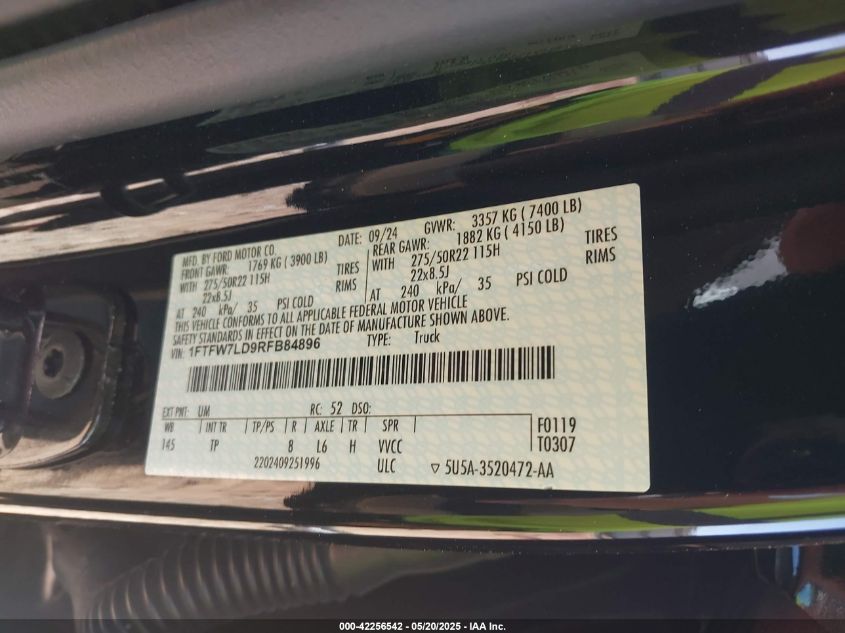 MFD. BY FORD MOTOR CO.
DATE: 09/24 GVWR: 3357 KG ( 7400 LB)
FRONT GAWR: 1769 KG ( 3900 LB)
WITH 275/50R22 115H TIRES
22x8.5J RIMS
AT 240 kPa/ 35 PSI COLD
REAR GAWR: 1882 KG ( 4150 LB)
WITH 275/50R22 115H TIRES
22x8.5J RIMS
AT 240 kPa/ 35 PSI COLD
THIS VEHICLE CONFORMS TO ALL APPLICABLE FEDERAL MOTOR VEHICLE
SAFETY STANDARDS IN EFFECT ON THE DATE OF MANUFACTURE SHOWN ABOVE.
VIN: 1FTFW7LD9RFB84896 TYPE: Truck
EXT PNT: UM RC: 52 DSO:
WB INT TR TP/PS R AXLE TR SPR
145 TP 8 L6 H VVCC
F0119
T0307
2202409251996 ULC ▽ 5U5A-3520472-AA
000-42256542 — 05/20/2025 — IAA Inc.